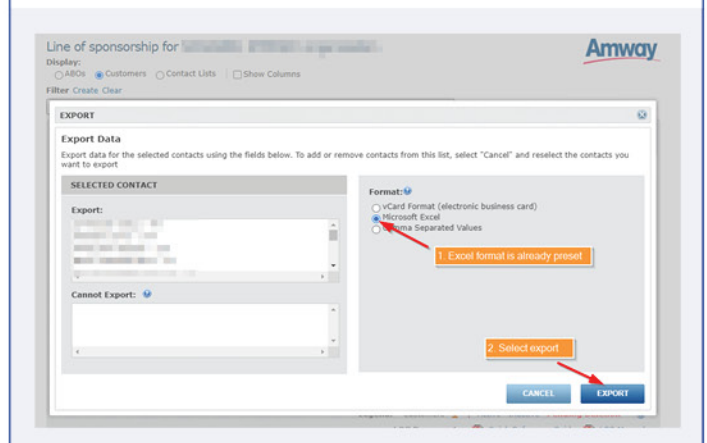 Line of sponsorship for
Amway
Display:
ABOs Customers Contact Lists | Show Columns
Filter Create Clear
EXPORT
Export Data
Export data for the selected contacts using the fields below. To add or remove contacts from this list, select "Cancel" and reselect the contacts you
want to export
SELECTED CONTACT
Export:
Cannot Export:
Format:
vCard Format (electronic business card)
Microsoft Excel
Comma Separated Values
1. Excel format is already preset
2. Select export
CANCEL
EXPORT